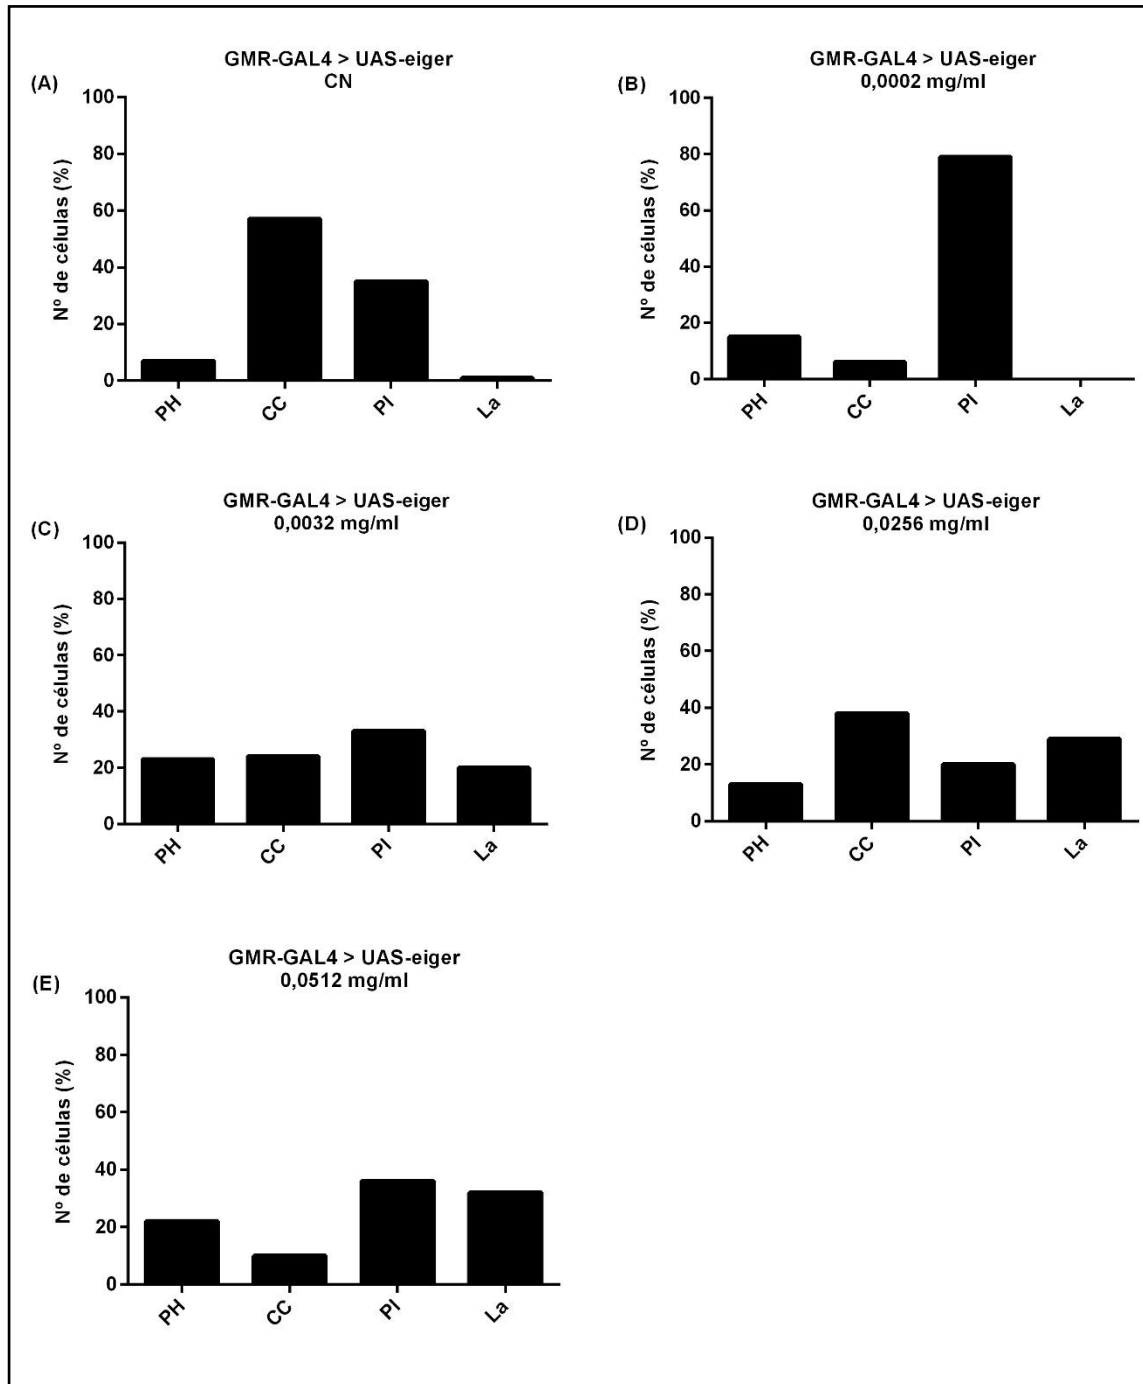 (A)
GMR-GAL4 > UAS-eiger
CN
Nº de células (%)
100
80
60
40
20
0
PH
CC
PI
La
(B)
GMR-GAL4 > UAS-eiger
0,0002 mg/ml
Nº de células (%)
100
80
60
40
20
0
PH
CC
PI
La
(C)
GMR-GAL4 > UAS-eiger
0,0032 mg/ml
Nº de células (%)
100
80
60
40
20
0
PH
CC
PI
La
(D)
GMR-GAL4 > UAS-eiger
0,0256 mg/ml
Nº de células (%)
100
80
60
40
20
0
PH
CC
PI
La
(E)
GMR-GAL4 > UAS-eiger
0,0512 mg/ml
Nº de células (%)
100
80
60
40
20
0
PH
CC
PI
La